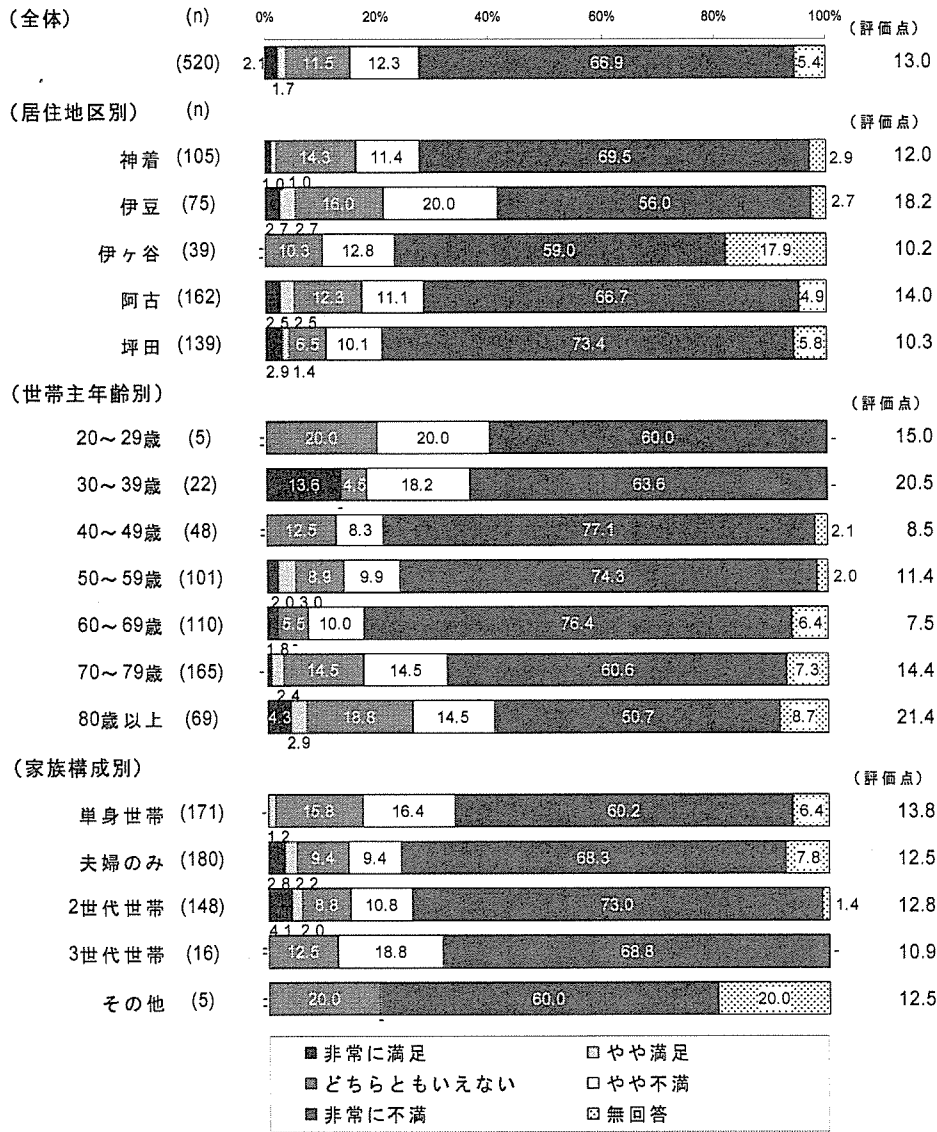 (全体) (n) 0% 20% 40% 60% 80% 100% (評価点)
(520) 2.1 1.7 11.5 12.3 66.9 5.4 13.0
(居住地区別) (n) (評価点)
神着 (105) 1.0 1.0 14.3 11.4 69.5 2.9 12.0
伊豆 (75) 2.7 2.7 16.0 20.0 56.0 2.7 18.2
伊ヶ谷 (39) - - 10.3 12.8 59.0 17.9 10.2
阿古 (162) 2.5 2.5 12.3 11.1 66.7 4.9 14.0
坪田 (139) 2.9 1.4 6.5 10.1 73.4 5.8 10.3
(世帯主年齢別) (評価点)
20~29歳 (5) - - 20.0 20.0 60.0 - 15.0
30~39歳 (22) 13.6 - 4.5 18.2 63.6 - 20.5
40~49歳 (48) - - 12.5 8.3 77.1 2.1 8.5
50~59歳 (101) 2.0 3.0 8.9 9.9 74.3 2.0 11.4
60~69歳 (110) 1.8 - 5.5 10.0 76.4 6.4 7.5
70~79歳 (165) 2.4 14.5 14.5 60.6 7.3 14.4
80歳以上 (69) 4.3 2.9 18.8 14.5 50.7 8.7 21.4
(家族構成別) (評価点)
単身世帯 (171) - 1.2 15.8 16.4 60.2 6.4 13.8
夫婦のみ (180) 2.8 2.2 9.4 9.4 68.3 7.8 12.5
2世代世帯 (148) 4.1 2.0 8.8 10.8 73.0 1.4 12.8
3世代世帯 (16) - - 12.5 18.8 68.8 - 10.9
その他 (5) - - 20.0 - 60.0 20.0 12.5
■非常に満足 □やや満足
■どちらともいえない □やや不満
■非常に不満 □無回答